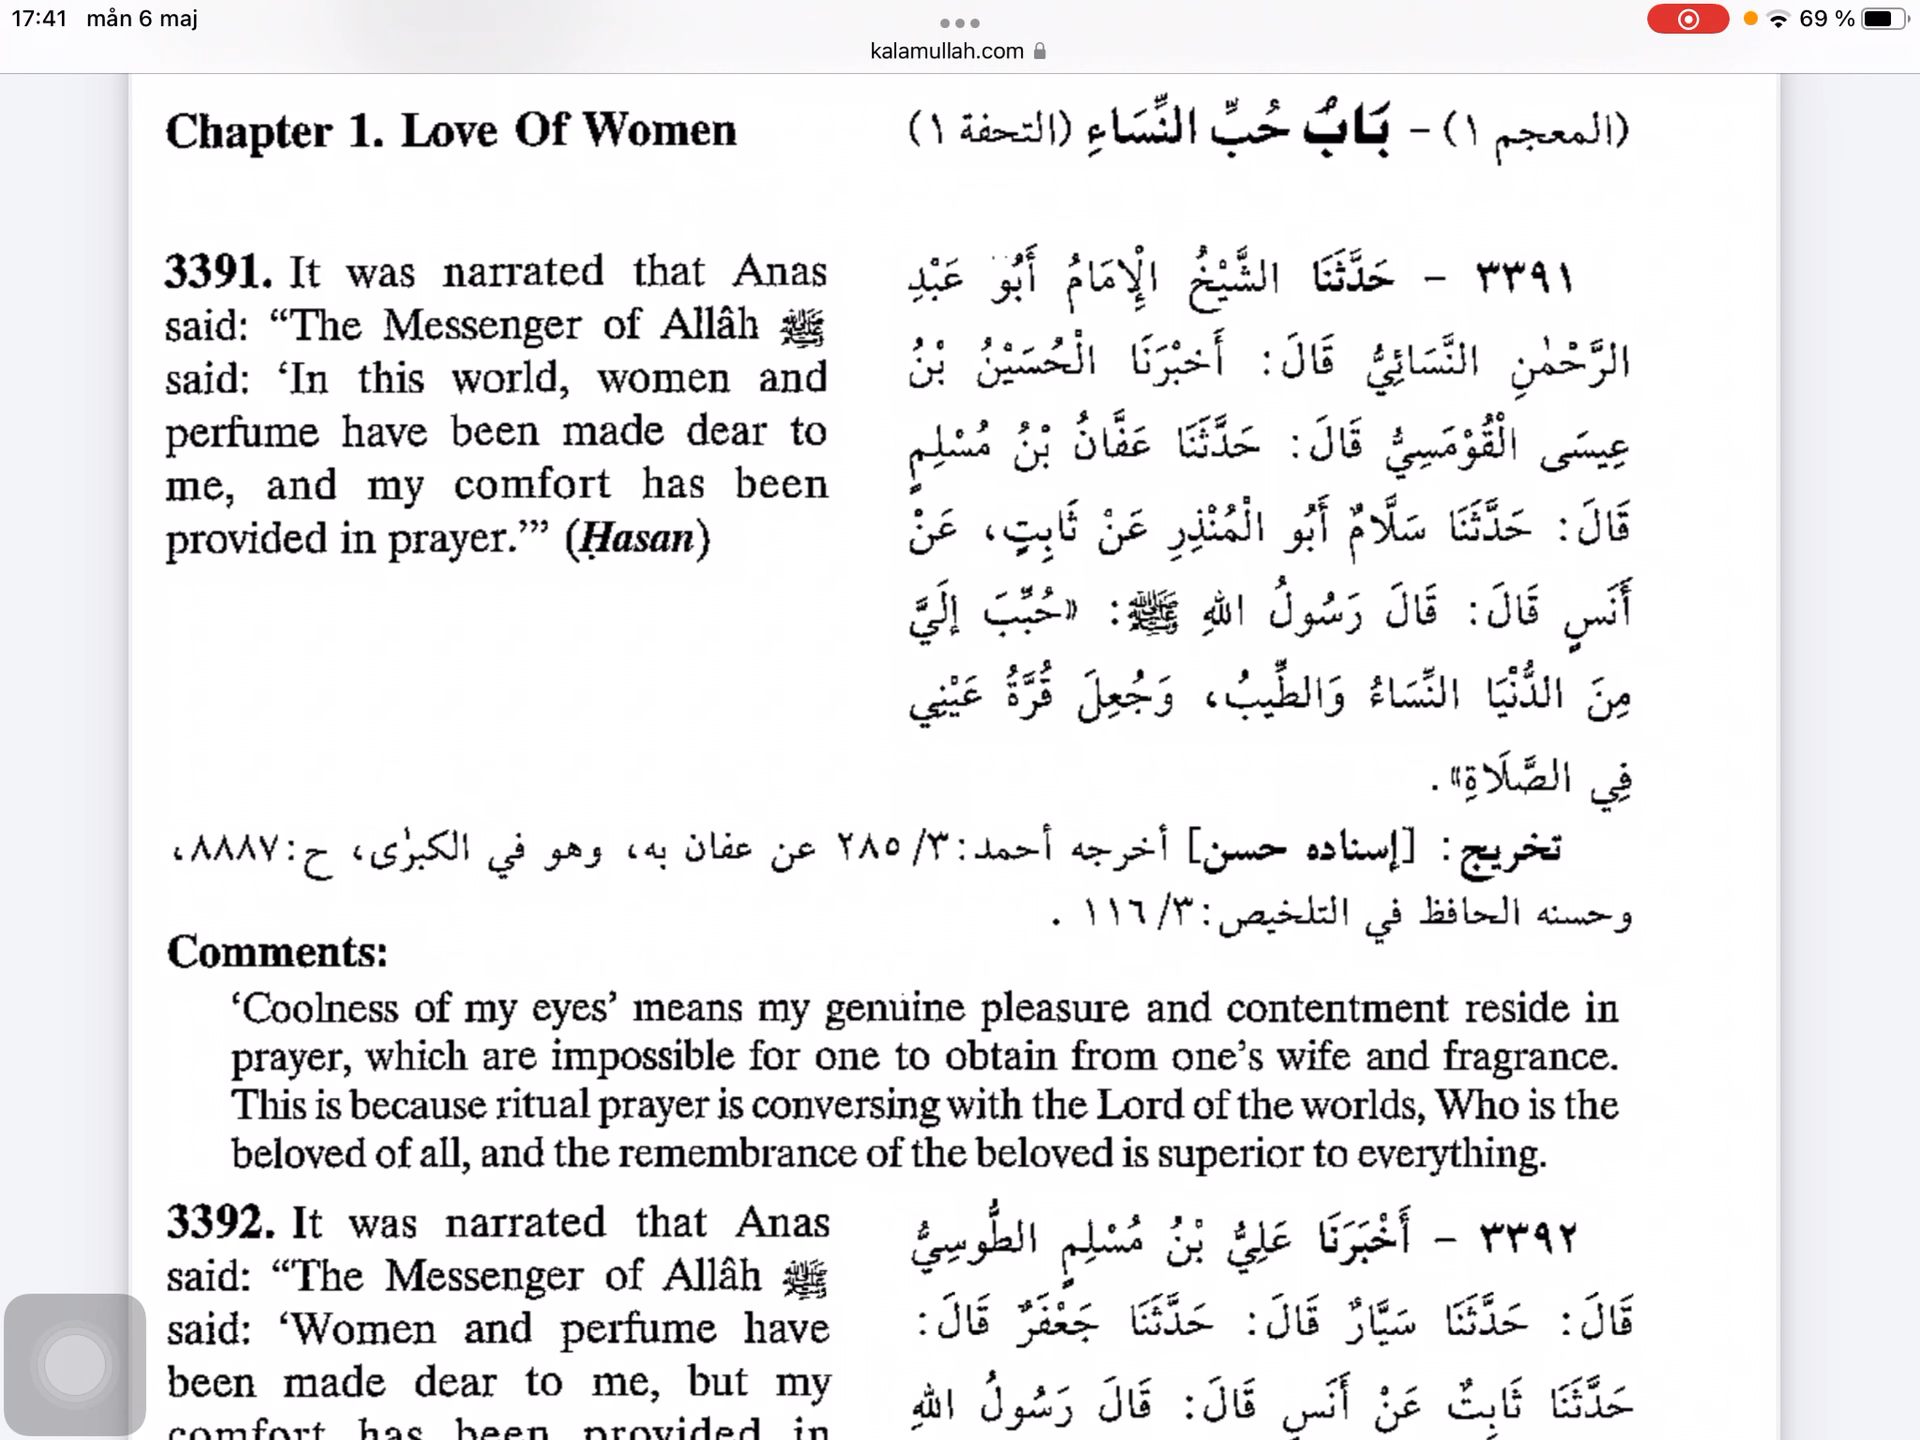 17:41 mån 6 maj
69 %
kalamullah.com
Chapter 1. Love Of Women
(المعجم ١) - بَابُ حُبِّ النِّسَاءِ (التحفة ١)
3391. It was narrated that Anas
said: “The Messenger of Allâh ﷺ
said: ‘In this world, women and
perfume have been made dear to
me, and my comfort has been
provided in prayer.’” (Ḥasan)
٣٣٩١ - حَدَّثَنَا الشَّيْخُ الْإِمَامُ أَبُو عَبْدِ
الرَّحْمٰنِ النَّسَائِيُّ قَالَ: أَخبْرَنَا الْحُسَيْنُ بْنُ
عِيسَى الْقُوْمَسِيُّ قَالَ: حَدَّثَنَا عَفَّانُ بْنُ مُسْلِمٍ
قَالَ: حَدَّثَنَا سَلَّامٌ أَبُو الْمُنْذِرِ عَنْ ثَابِتٍ، عَنْ
أَنَسٍ قَالَ: قَالَ رَسُولُ اللهِ ﷺ: «حُبِّبَ إلَيَّ
مِنَ الدُّنْيَا النِّسَاءُ وَالطِّيبُ، وَجُعِلَ قُرَّةُ عَيْنِي
فِي الصَّلَاةِ».
تخريج: [إسناده حسن] أخرجه أحمد:٣/ ٢٨٥ عن عفان به، وهو في الكبرٰى، ح:٨٨٨٧،
وحسنه الحافظ في التلخيص:٣/ ١١٦ .
Comments:
‘Coolness of my eyes’ means my genuine pleasure and contentment reside in
prayer, which are impossible for one to obtain from one’s wife and fragrance.
This is because ritual prayer is conversing with the Lord of the worlds, Who is the
beloved of all, and the remembrance of the beloved is superior to everything.
3392. It was narrated that Anas
said: “The Messenger of Allâh ﷺ
said: ‘Women and perfume have
been made dear to me, but my
comfort has been provided in
٣٣٩٢ - أَخْبَرَنَا عَلِيُّ بْنُ مُسْلِمٍ الطُّوسِيُّ
قَالَ: حَدَّثَنَا سَيَّارٌ قَالَ: حَدَّثَنَا جَعْفَرٌ قَالَ:
حَدَّثَنَا ثَابِتٌ عَنْ أَنَسٍ قَالَ: قَالَ رَسُولُ اللهِ